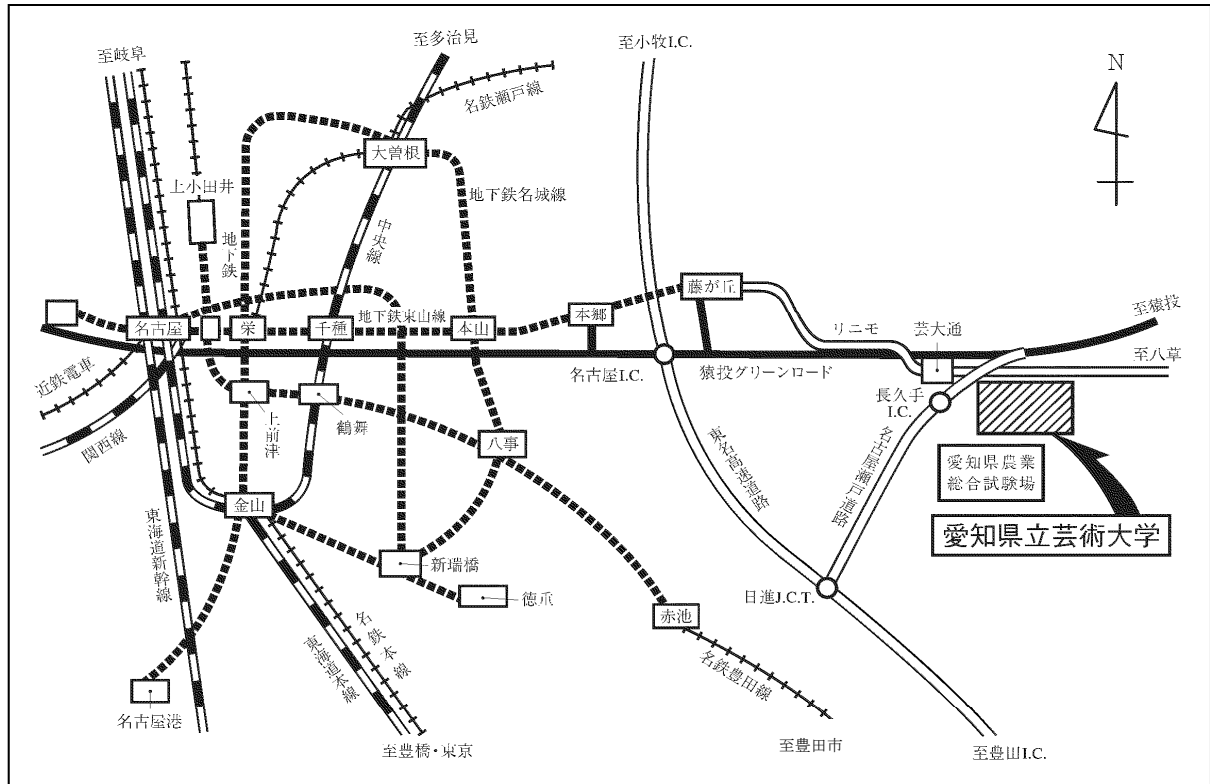 至岐阜
至多治見
至小牧I.C.
N
名鉄瀬戸線
大曽根
上小田井
地下鉄名城線
地下鉄
中央線
藤が丘
本郷
至猿投
リニモ
芸大通
名古屋
栄
千種
地下鉄東山線
本山
至八草
近鉄電車
名古屋I.C.
猿投グリーンロード
長久手
I.C.
関西線
上前津
鶴舞
八事
東名高速道路
名古屋瀬戸道路
愛知県農業
総合試験場
金山
愛知県立芸術大学
東海道新幹線
新瑞橋
徳重
日進J.C.T.
赤池
名鉄本線
東海道本線
名鉄豊田線
名古屋港
至豊橋・東京
至豊田市
至豊田I.C.